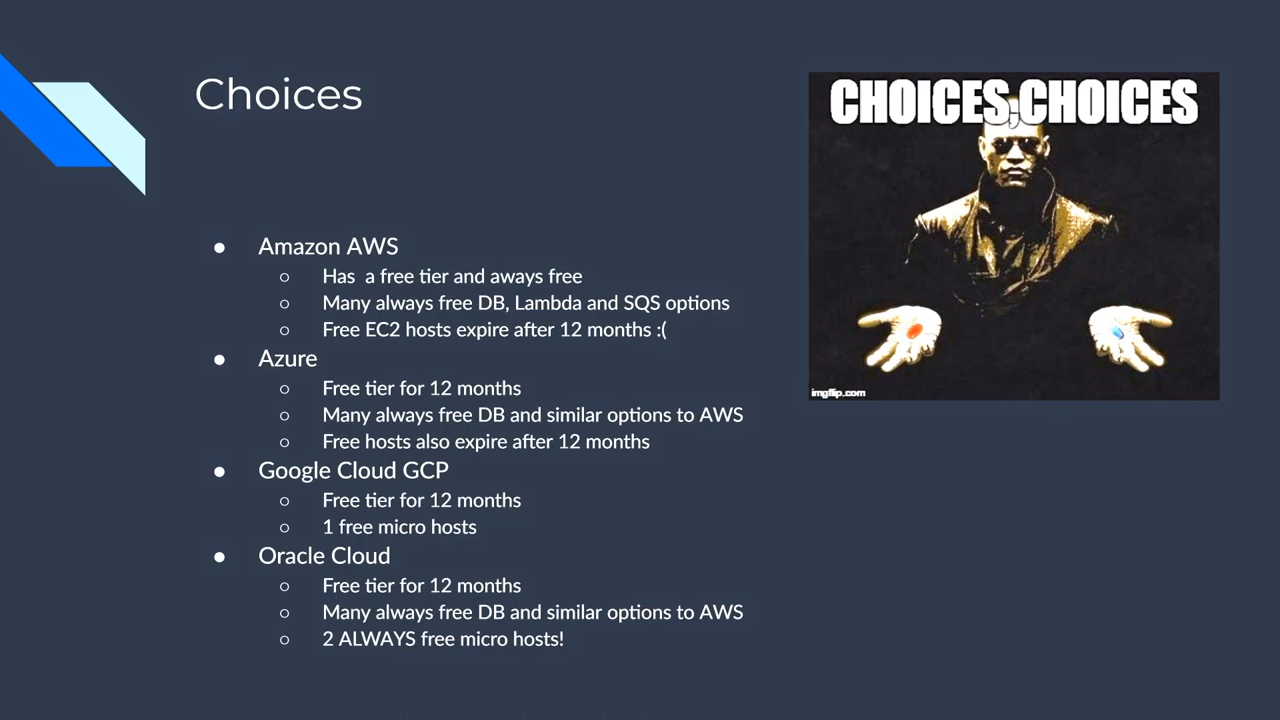 Choices
CHOICES,CHOICES
● Amazon AWS
○ Has a free tier and aways free
○ Many always free DB, Lambda and SQS options
○ Free EC2 hosts expire after 12 months :(
● Azure
○ Free tier for 12 months
○ Many always free DB and similar options to AWS
○ Free hosts also expire after 12 months
● Google Cloud GCP
○ Free tier for 12 months
○ 1 free micro hosts
● Oracle Cloud
○ Free tier for 12 months
○ Many always free DB and similar options to AWS
○ 2 ALWAYS free micro hosts!
imgflip.com